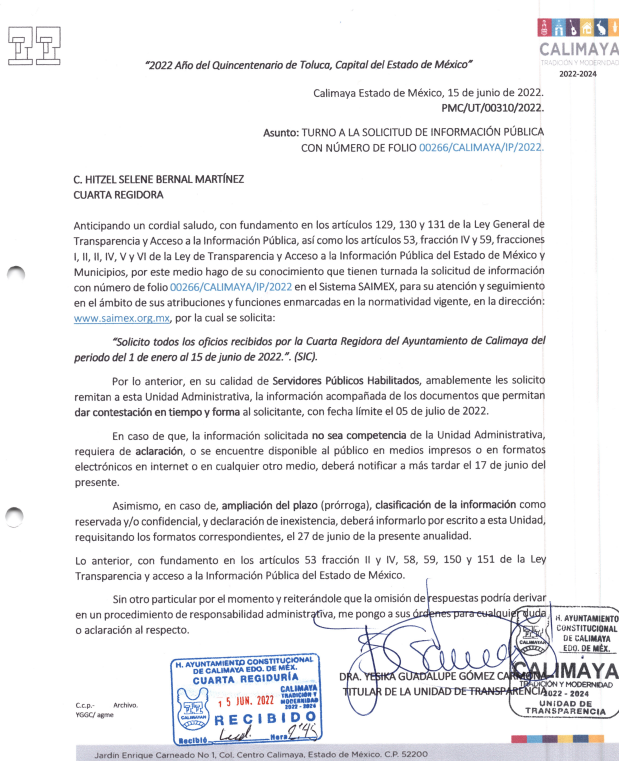 CALIMAYA
TRADICIÓN Y MODERNIDAD
2022-2024
"2022 Año del Quincentenario de Toluca, Capital del Estado de México"
Calimaya Estado de México, 15 de junio de 2022.
PMC/UT/00310/2022.
Asunto: TURNO A LA SOLICITUD DE INFORMACIÓN PÚBLICA
CON NÚMERO DE FOLIO 00266/CALIMAYA/IP/2022.
C. HITZEL SELENE BERNAL MARTÍNEZ
CUARTA REGIDORA
Anticipando un cordial saludo, con fundamento en los artículos 129, 130 y 131 de la Ley General de
Transparencia y Acceso a la Información Pública, así como los artículos 53, fracción IV y 59, fracciones
I, II, II, IV, V y VI de la Ley de Transparencia y Acceso a la Información Pública del Estado de México y
Municipios, por este medio hago de su conocimiento que tienen turnada la solicitud de información
con número de folio 00266/CALIMAYA/IP/2022 en el Sistema SAIMEX, para su atención y seguimiento
en el ámbito de sus atribuciones y funciones enmarcadas en la normatividad vigente, en la dirección:
www.saimex.org.mx, por la cual se solicita:
"Solicito todos los oficios recibidos por la Cuarta Regidora del Ayuntamiento de Calimaya del
periodo del 1 de enero al 15 de junio de 2022.". (SIC).
Por lo anterior, en su calidad de Servidores Públicos Habilitados, amablemente les solicito
remitan a esta Unidad Administrativa, la información acompañada de los documentos que permitan
dar contestación en tiempo y forma al solicitante, con fecha límite el 05 de julio de 2022.
En caso de que, la información solicitada no sea competencia de la Unidad Administrativa,
requiera de aclaración, o se encuentre disponible al público en medios impresos o en formatos
electrónicos en internet o en cualquier otro medio, deberá notificar a más tardar el 17 de junio del
presente.
Asimismo, en caso de, ampliación del plazo (prórroga), clasificación de la información como
reservada y/o confidencial, y declaración de inexistencia, deberá informarlo por escrito a esta Unidad,
requisitando los formatos correspondientes, el 27 de junio de la presente anualidad.
Lo anterior, con fundamento en los artículos 53 fracción II y IV, 58, 59, 150 y 151 de la Ley
Transparencia y acceso a la Información Pública del Estado de México.
Sin otro particular por el momento y reiterándole que la omisión de respuestas podría derivar
en un procedimiento de responsabilidad administrativa, me pongo a sus órdenes para cualquier duda
o aclaración al respecto.
H. AYUNTAMIENTO
CONSTITUCIONAL
DE CALIMAYA
EDO. DE MÉX.
CALIMAYA
TRADICIÓN Y MODERNIDAD
2022 - 2024
UNIDAD DE
TRANSPARENCIA
DRA. YESIKA GUADALUPE GÓMEZ CARMONA
TITULAR DE LA UNIDAD DE TRANSPARENCIA
H. AYUNTAMIENTO CONSTITUCIONAL
DE CALIMAYA EDO. DE MÉX.
CUARTA REGIDURÍA
CALIMAYA
TRADICIÓN Y
MODERNIDAD
2022 - 2024
15 JUN. 2022
CALIMAYAN
RECIBIDO
Recibió Hora 2:45
C.c.p.- Archivo.
YGGC/ agme
Jardín Enrique Carneado No 1, Col. Centro Calimaya, Estado de México, C.P. 52200